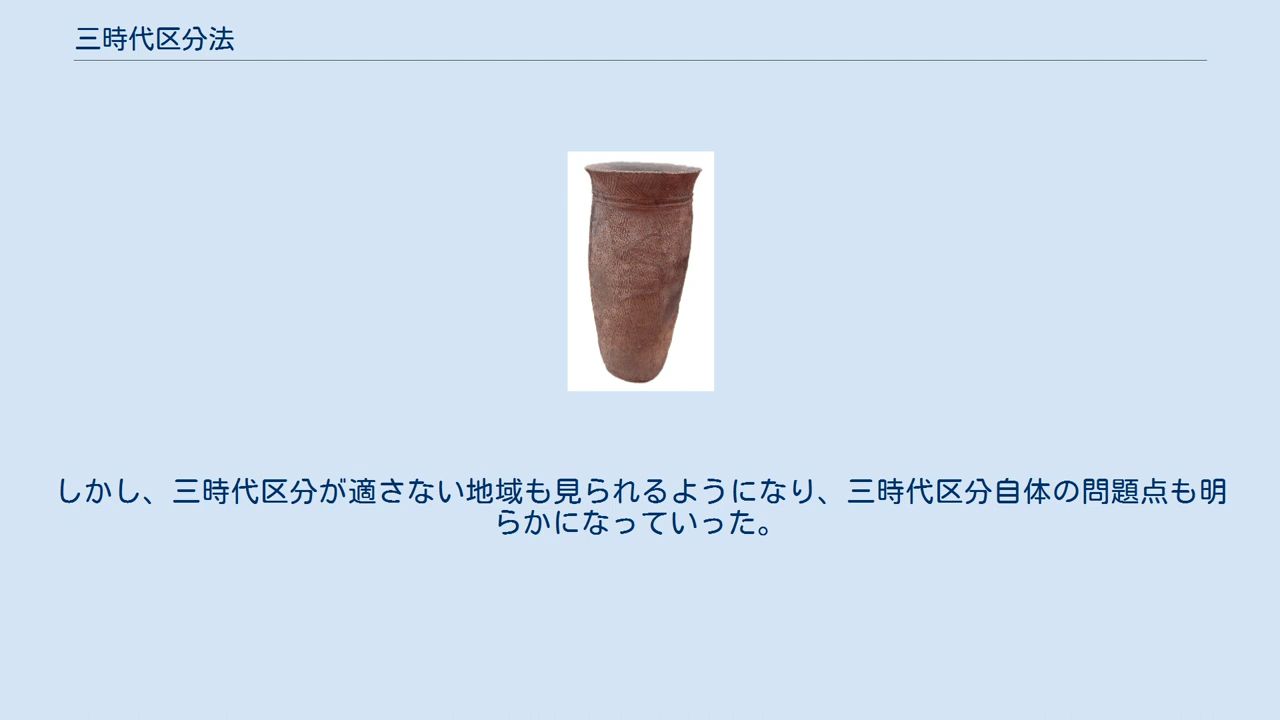 三時代区分法
しかし、三時代区分が適さない地域も見られるようになり、三時代区分自体の問題点も明
らかになっていった。